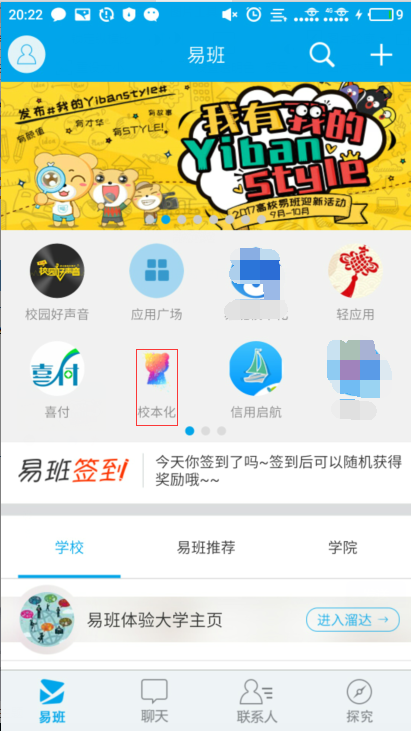 20:22
4G
9
易班
发布#我的Yibanstyle#
有颜值
有才华
有STYLE!
有故事
我有我的
Yiban
style
2017高校易班迎新活动
9月-10月
校园好声音
校园好声音
应用广场
轻应用
喜付
喜付
校本化
信用启航
易班签到
今天你签到了吗~签到后可以随机获得
奖励哦~~
学校
易班推荐
学院
易班体验大学主页
进入溜达 →
易班
聊天
联系人
探究